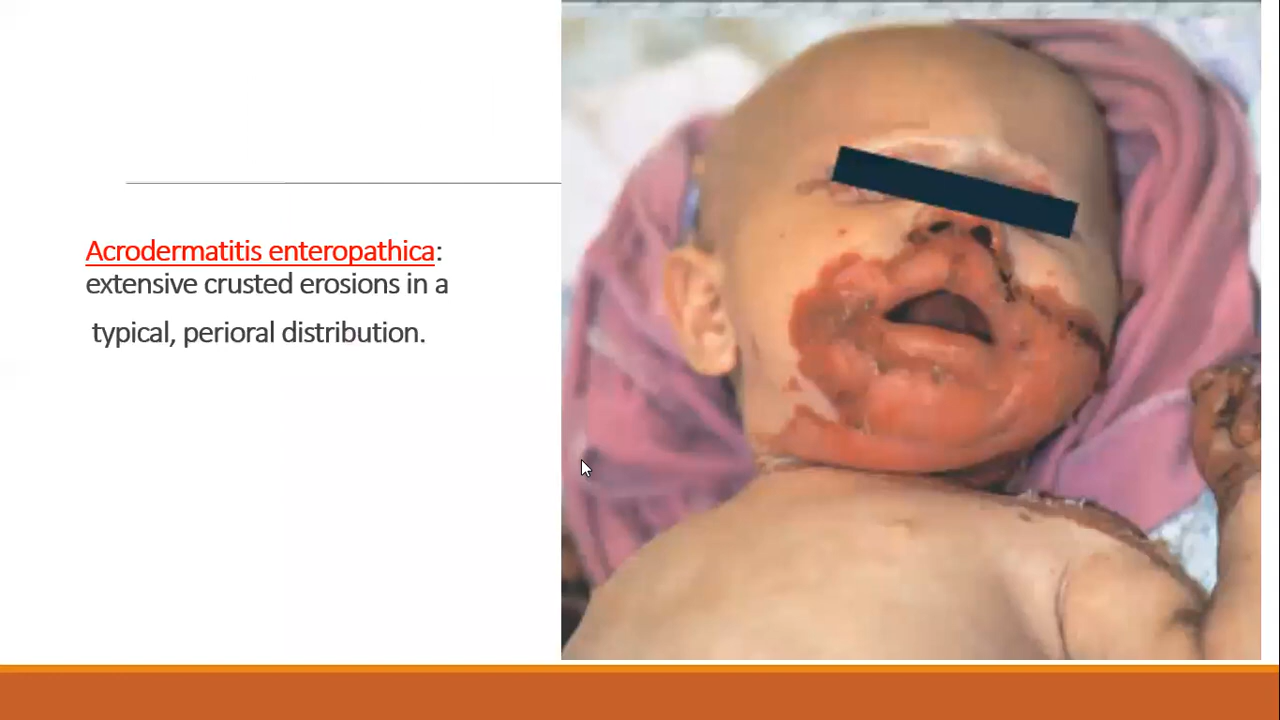 Acrodermatitis enteropathica:
extensive crusted erosions in a
typical, perioral distribution.